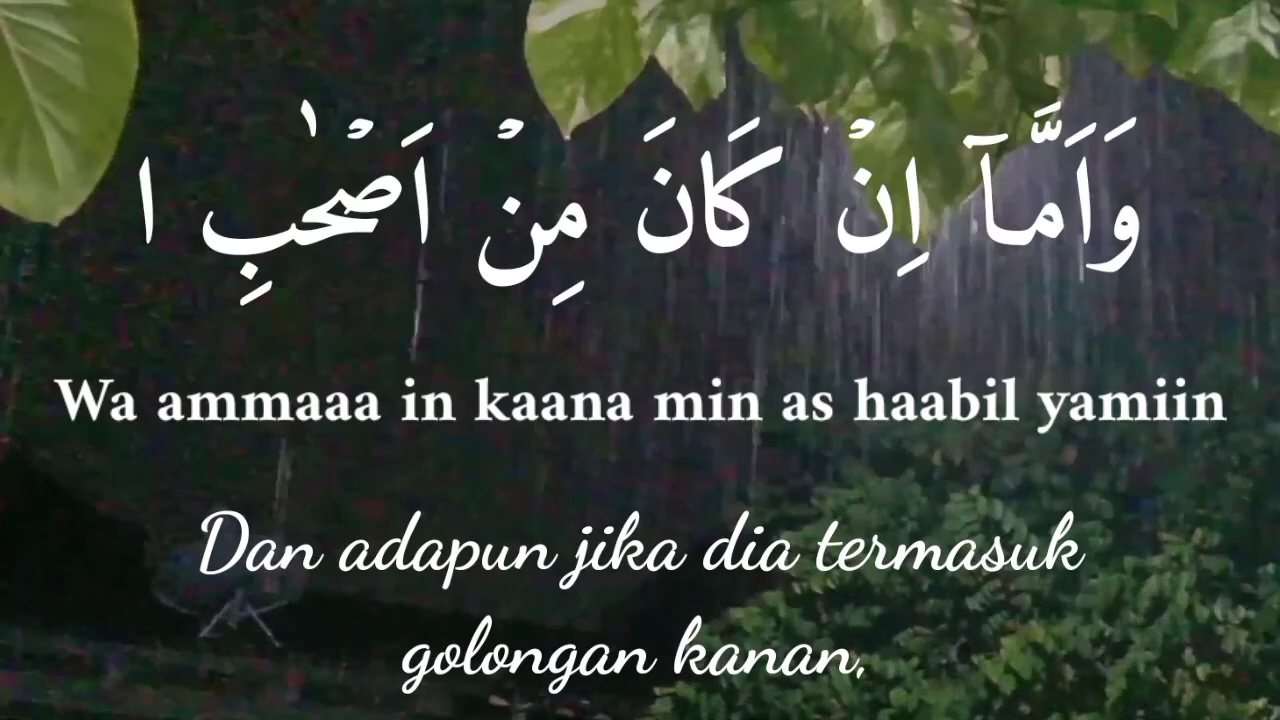 وَاَمَّآ اِنْ كَانَ مِنْ اَصْحٰبِ ا
Wa ammaaa in kaana min as haabil yamiin
Dan adapun jika dia termasuk
golongan kanan,